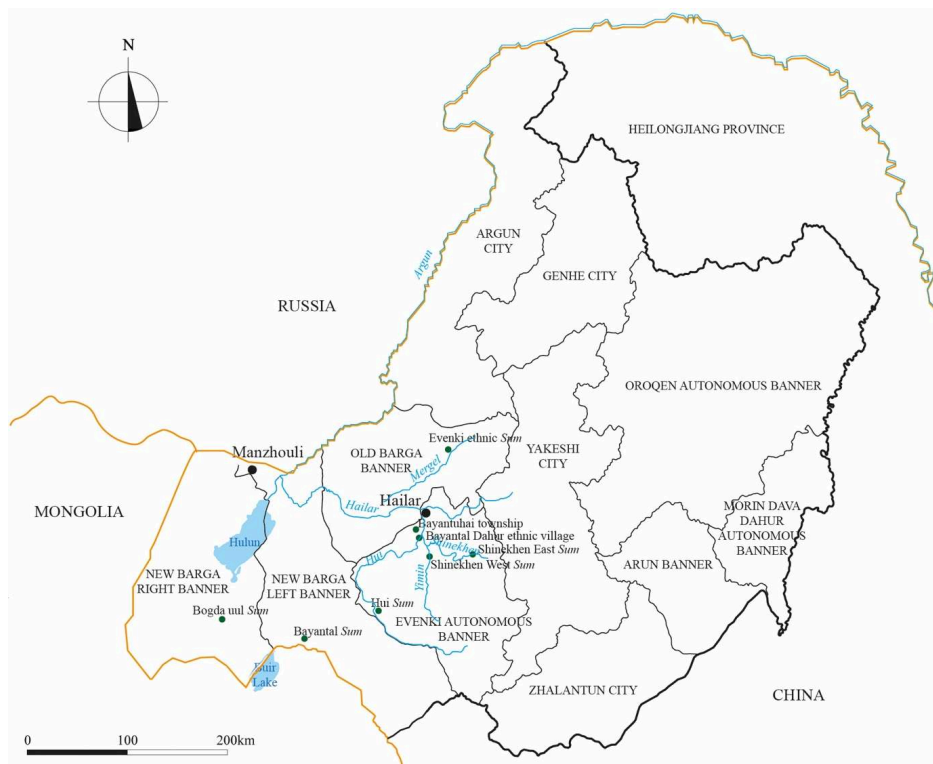 N
HEILONGJIANG PROVINCE
ARGUN
CITY
Argun
GENHE CITY
RUSSIA
OROQEN AUTONOMOUS BANNER
Evenki ethnic Sum
Manzhouli
OLD BARGA
BANNER
YAKESHI
CITY
Mergel
Hailar
Hailar
MONGOLIA
MORIN DAVA
DAHUR
AUTONOMOUS
BANNER
Bayantuhai township
Bayantal Dahur ethnic village
Hulun
Shinekhen
Shinekhen East Sum
Hui
Shinekhen West Sum
ARUN BANNER
NEW BARGA
RIGHT BANNER
NEW BARGA
LEFT BANNER
Yimin
Hui Sum
Bogda uul Sum
EVENKI AUTONOMOUS
BANNER
Bayantal Sum
Buir
Lake
ZHALANTUN CITY
CHINA
0 100 200km